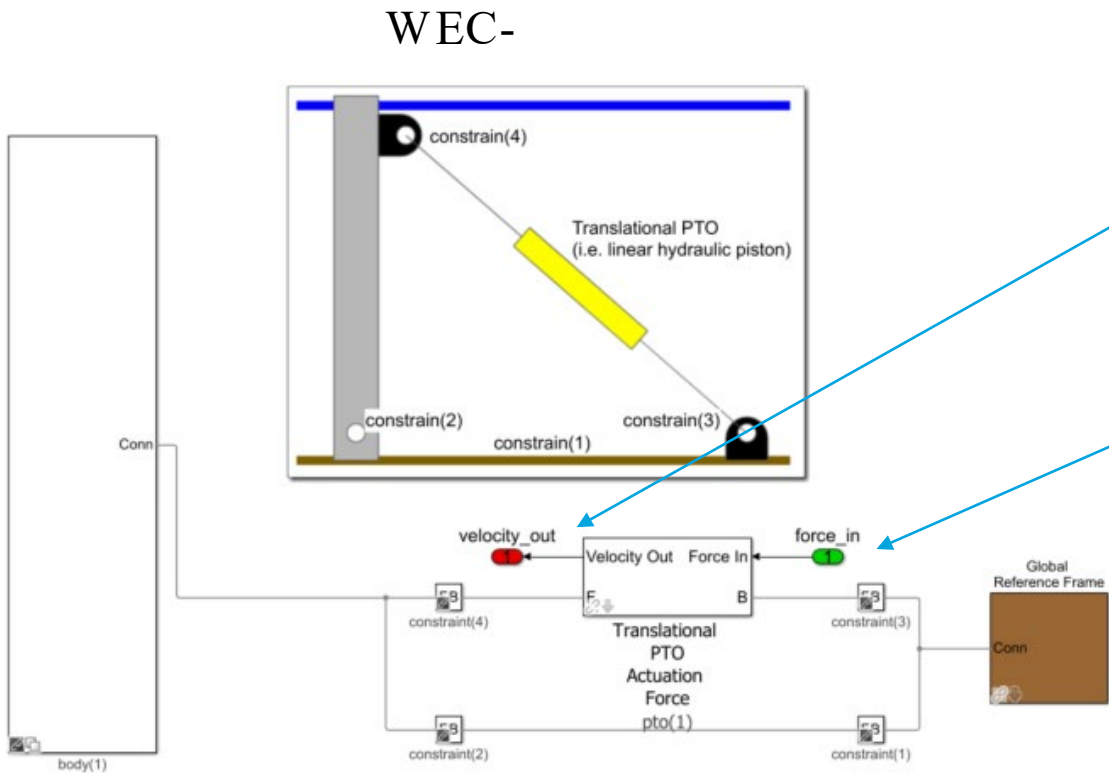 WEC-
constrain(4)
Translational PTO
(i.e. linear hydraulic piston)
constrain(2)
constrain(3)
constrain(1)
Conn
velocity_out
force_in
1
Velocity Out
Force In
1
F
B
constraint(4)
constraint(3)
Translational
PTO
Actuation
Force
pto(1)
Global
Reference Frame
Conn
constraint(2)
constraint(1)
body(1)